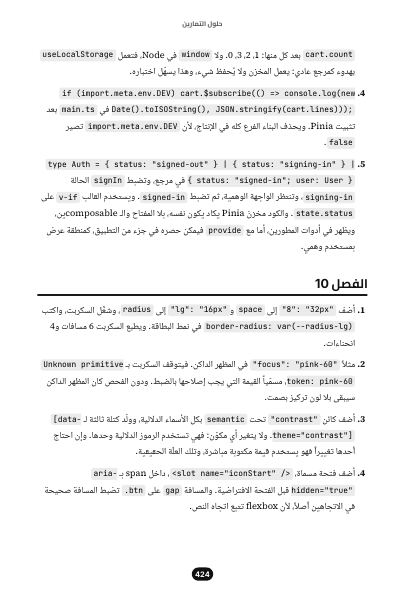 حلول التمارين
cart.count بعد كل منها: 1، 2، 3، 0. ولا window في Node، فتعمل useLocalStorage
بهدوء كمرجع عادي: يعمل المخزن ولا يُحفظ شيء، وهذا يسهّل اختباره.
4. if (import.meta.env.DEV) cart.$subscribe(() => console.log(new
Date().toISOString(), JSON.stringify(cart.lines))); في main.ts بعد
تثبيت Pinia. ويحذف البناء الفرع كله في الإنتاج، لأن import.meta.env.DEV تصير
false.
5. type Auth = { status: "signed-out" } | { status: "signing-in" } |
{ status: "signed-in"; user: User } في مرجع، وتضبط signIn الحالة
signing-in، وتنتظر الواجهة الوهمية، ثم تضبط signed-in. ويستخدم القالب v-if على
state.status. والكود مخزن Pinia يكاد يكون نفسه، بلا المفتاح والـ composableين،
ويظهر في أدوات المطورين، أما مع provide فيمكن حصره في جزء من التطبيق، كمنطقة عرض
بمستخدم وهمي.
الفصل 10
1. أضف "8": "32px" إلى space و "lg": "16px" إلى radius، وشغّل السكربت، واكتب
border-radius: var(--radius-lg) في نمط البطاقة. ويطبع السكربت 6 مسافات و4
انحناءات.
2. مثلاً "focus": "pink-60" في المظهر الداكن. فيتوقف السكربت بـ Unknown primitive
token: pink-60، مسمّياً القيمة التي يجب إصلاحها بالضبط. ودون الفحص كان المظهر الداكن
سيبقى بلا لون تركيز بصمت.
3. أضف كائن "contrast" تحت semantic بكل الأسماء الدلالية، وولّد كتلة ثالثة لـ [data-
theme="contrast"]. ولا يتغير أي مكوّن: فهي تستخدم الرموز الدلالية وحدها. وإن احتاج
أحدها تغييراً فهو يستخدم قيمة مكتوبة مباشرة، وتلك العلّة الحقيقية.
4. أضف فتحة مسماة، <slot name="iconStart" />، داخل span بـ aria-
hidden="true" قبل الفتحة الافتراضية. والمسافة gap على .btn تضبط المسافة صحيحة
في الاتجاهين أصلاً، لأن flexbox تتبع اتجاه النص.
424